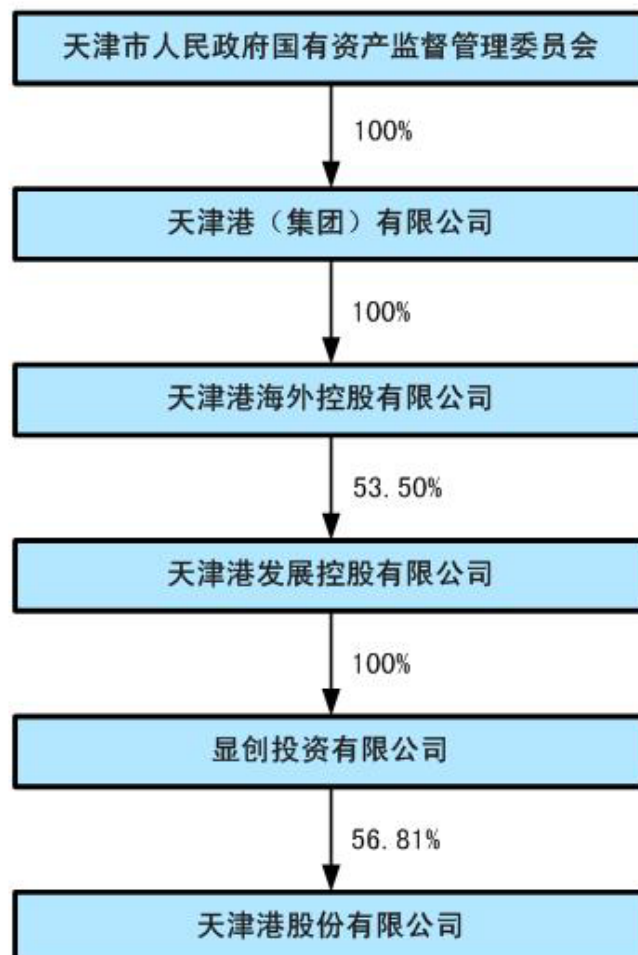 天津市人民政府国有资产监督管理委员会
100%
天津港（集团）有限公司
100%
天津港海外控股有限公司
53.50%
天津港发展控股有限公司
100%
显创投资有限公司
56.81%
天津港股份有限公司